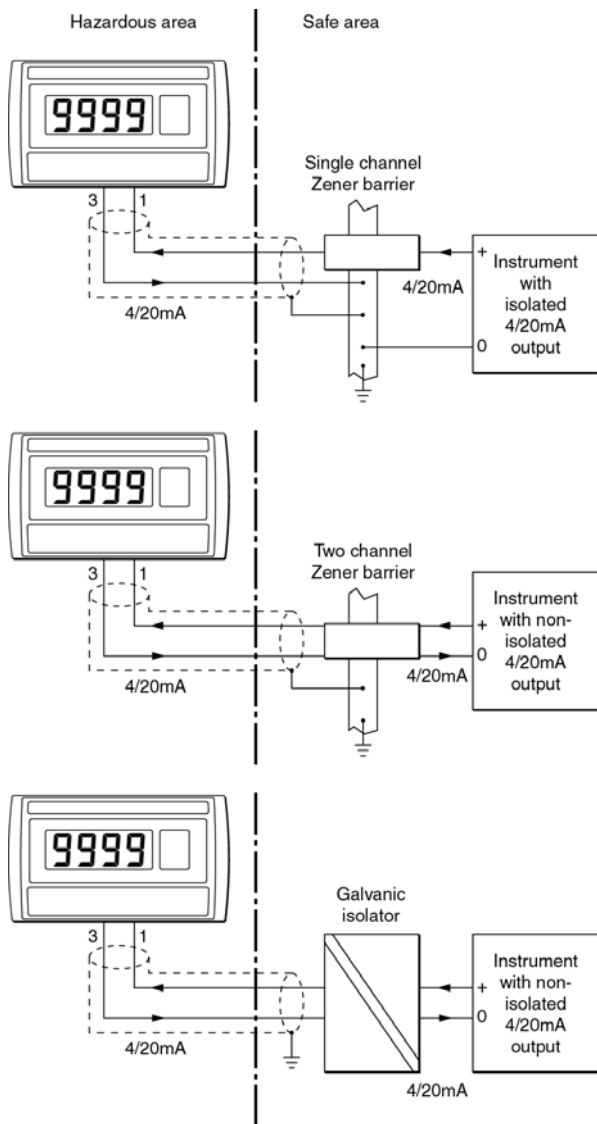 Hazardous area
Safe area
9999
Single channel
Zener barrier
3
1
+
Instrument
with
isolated
4/20mA
output
4/20mA
0
4/20mA
9999
Two channel
Zener barrier
3
1
+
Instrument
with non-
isolated
4/20mA
output
0
4/20mA
4/20mA
9999
Galvanic
isolator
3
1
+
Instrument
with non-
isolated
4/20mA
output
0
4/20mA
4/20mA